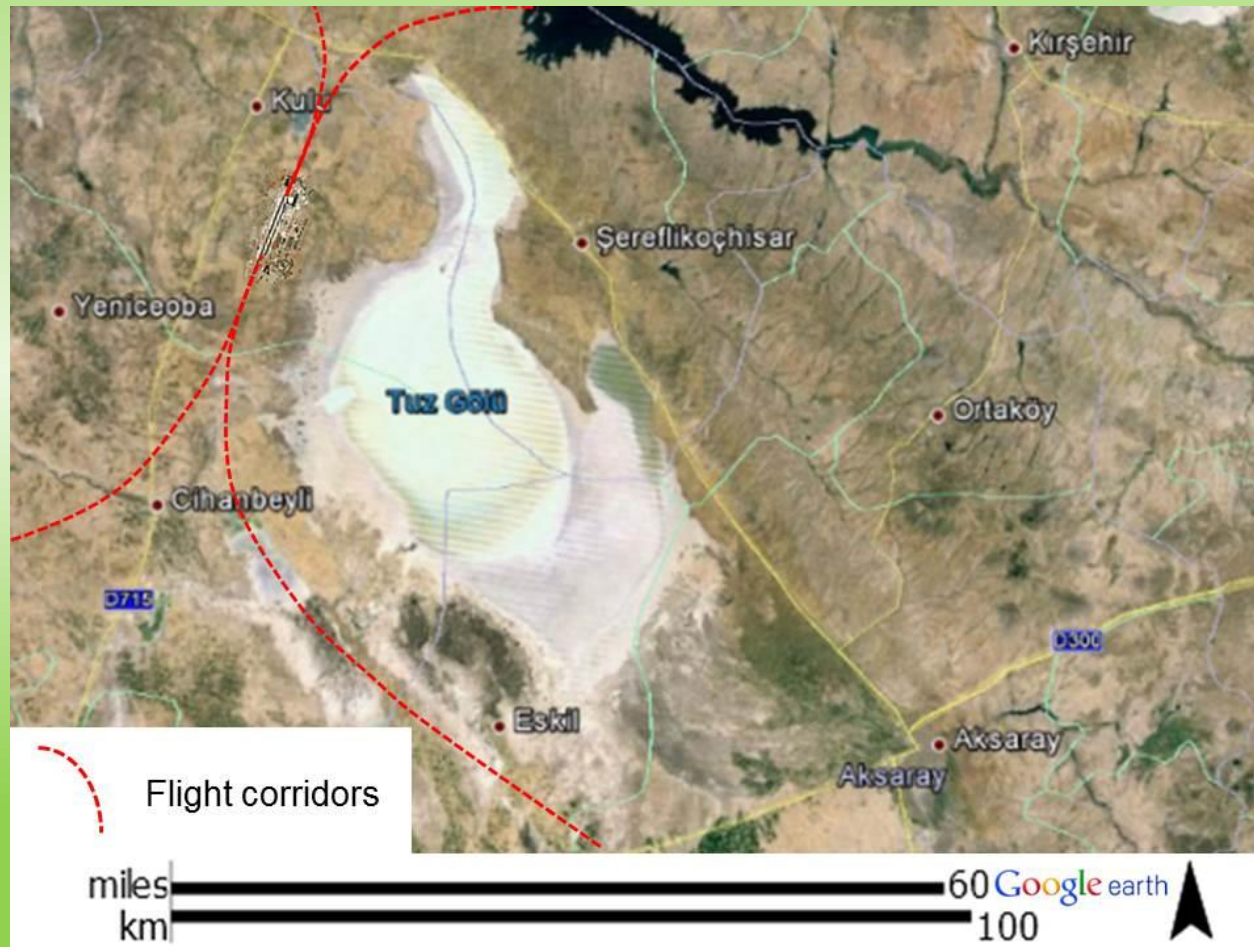 Kırşehir
Kulu
Şereflikoçhisar
Yeniceoba
Tuz Gölü
Ortaköy
Cihanbeyli
D715
D300
Eskil
Aksaray
Aksaray
Flight corridors
miles 60 Google earth
km 100